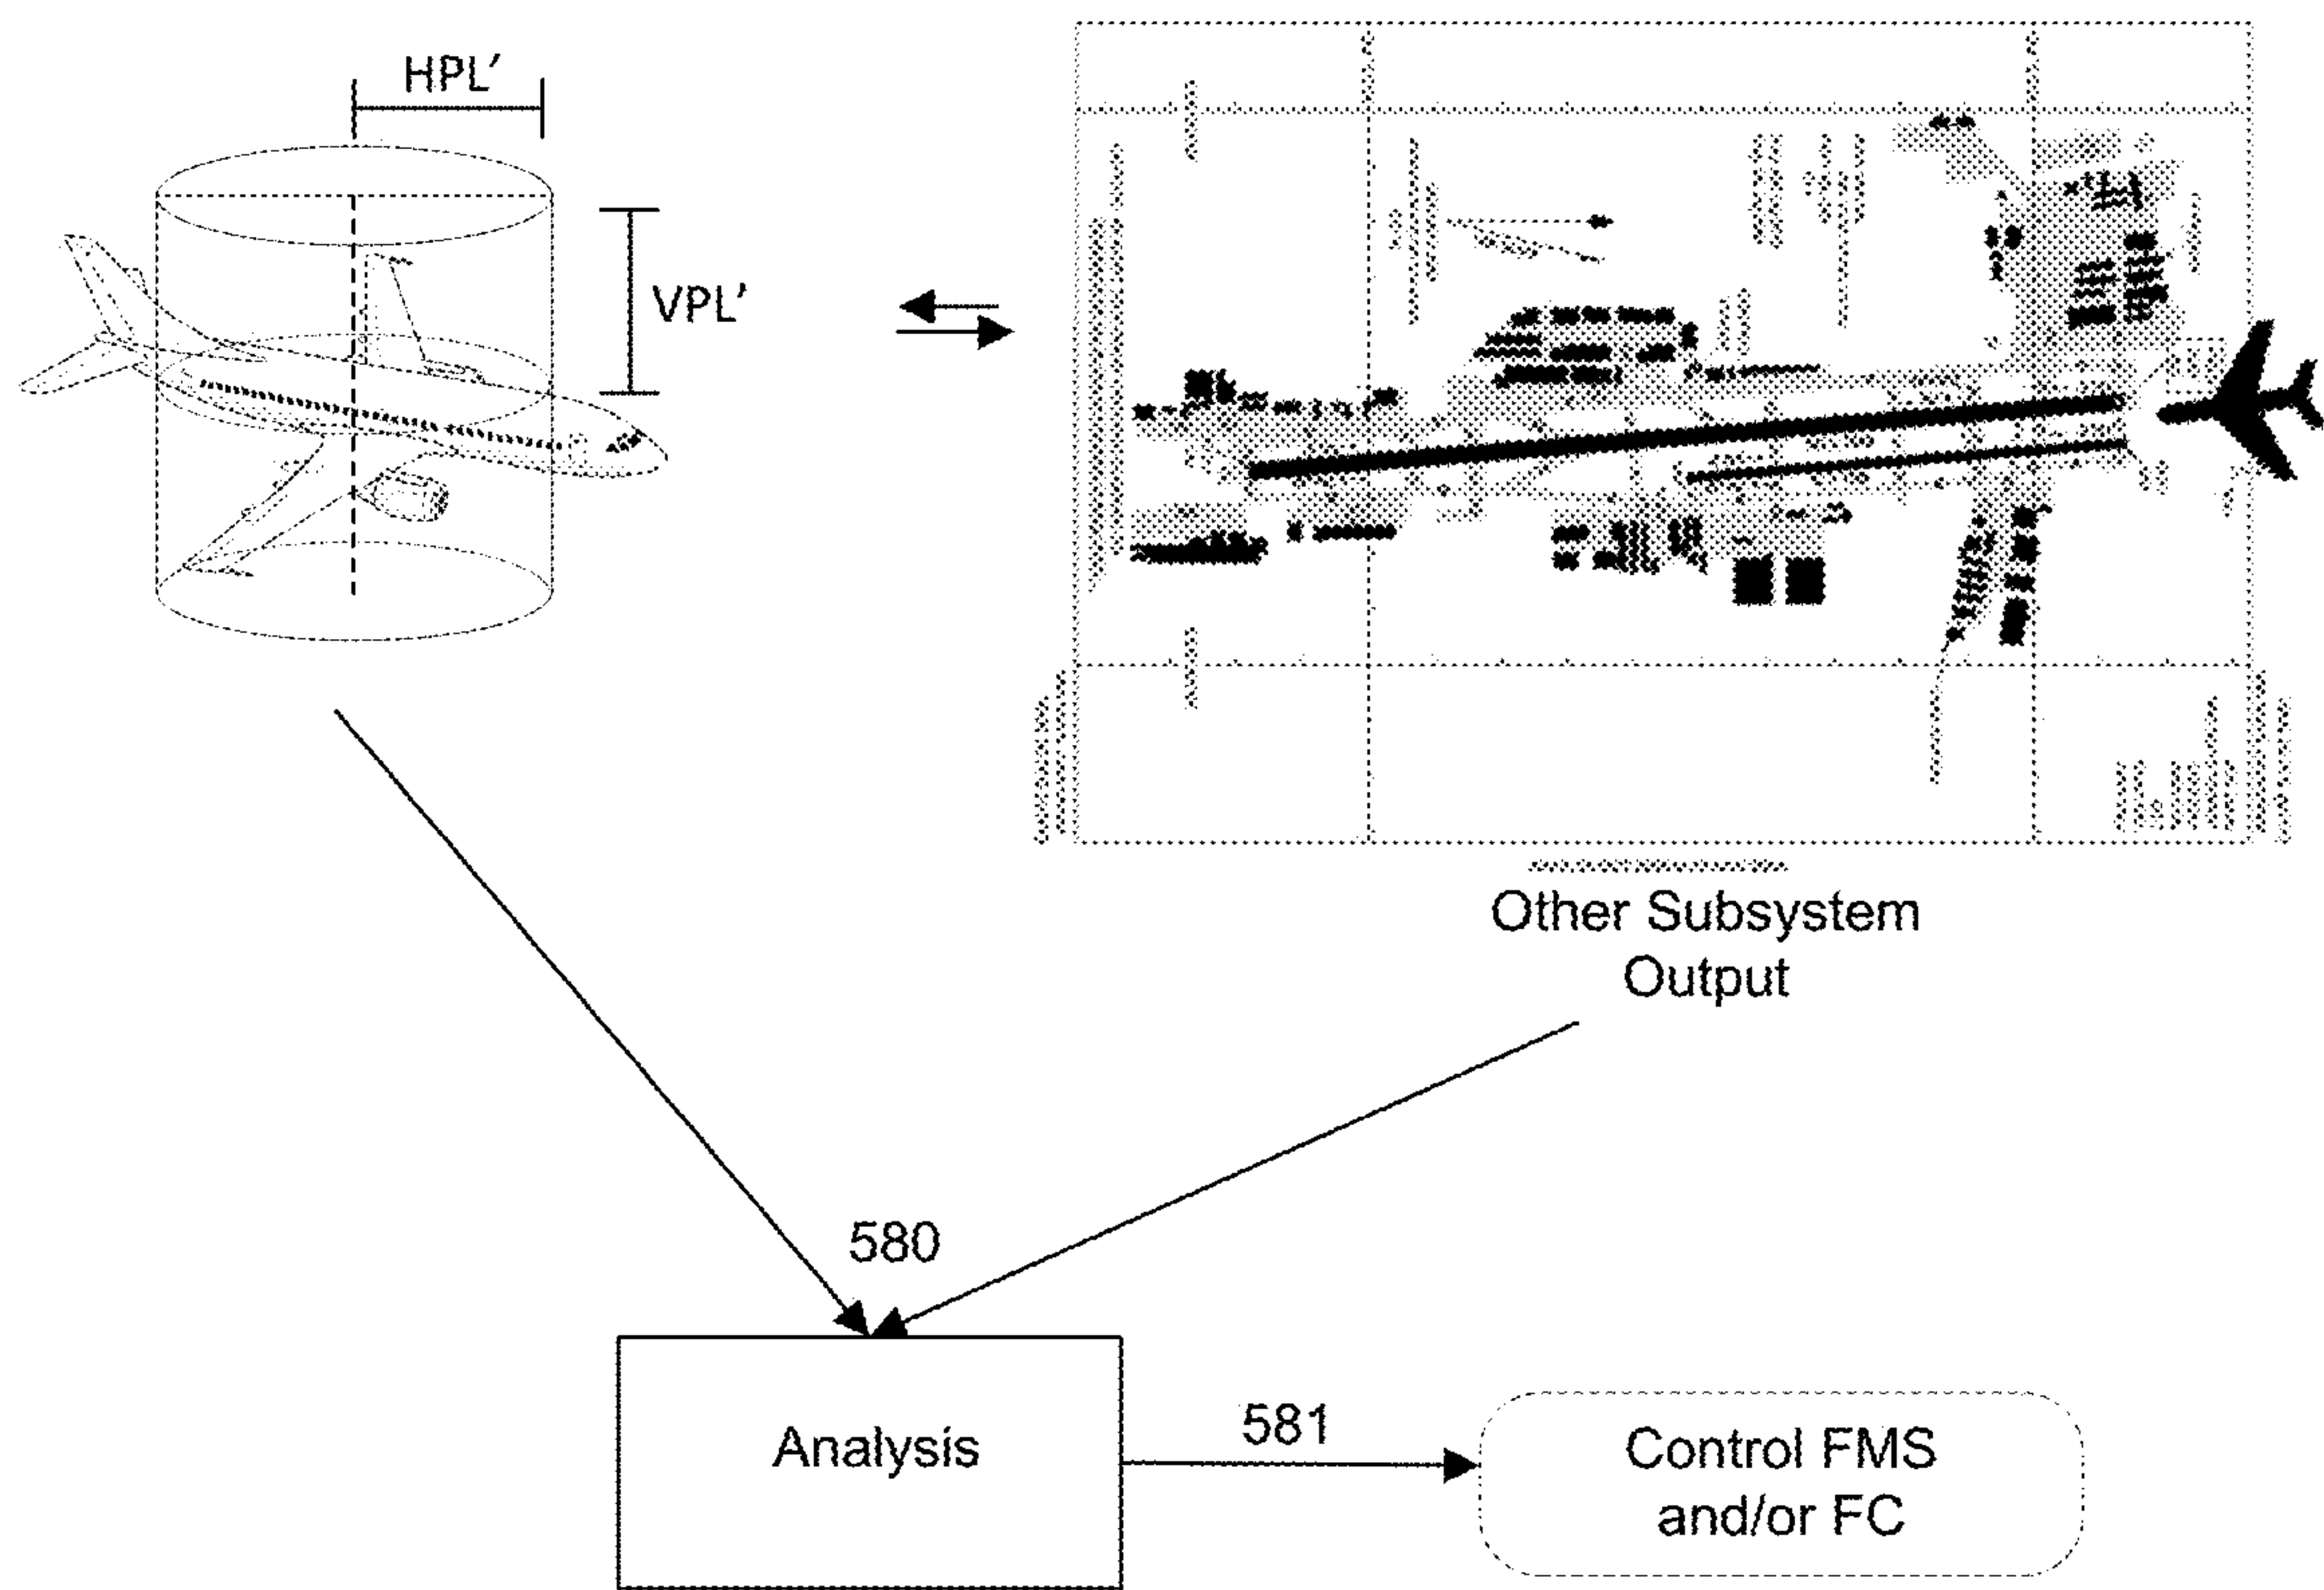 HPL′
VPL′
Other Subsystem
Output
580
Analysis
581
Control FMS
and/or FC